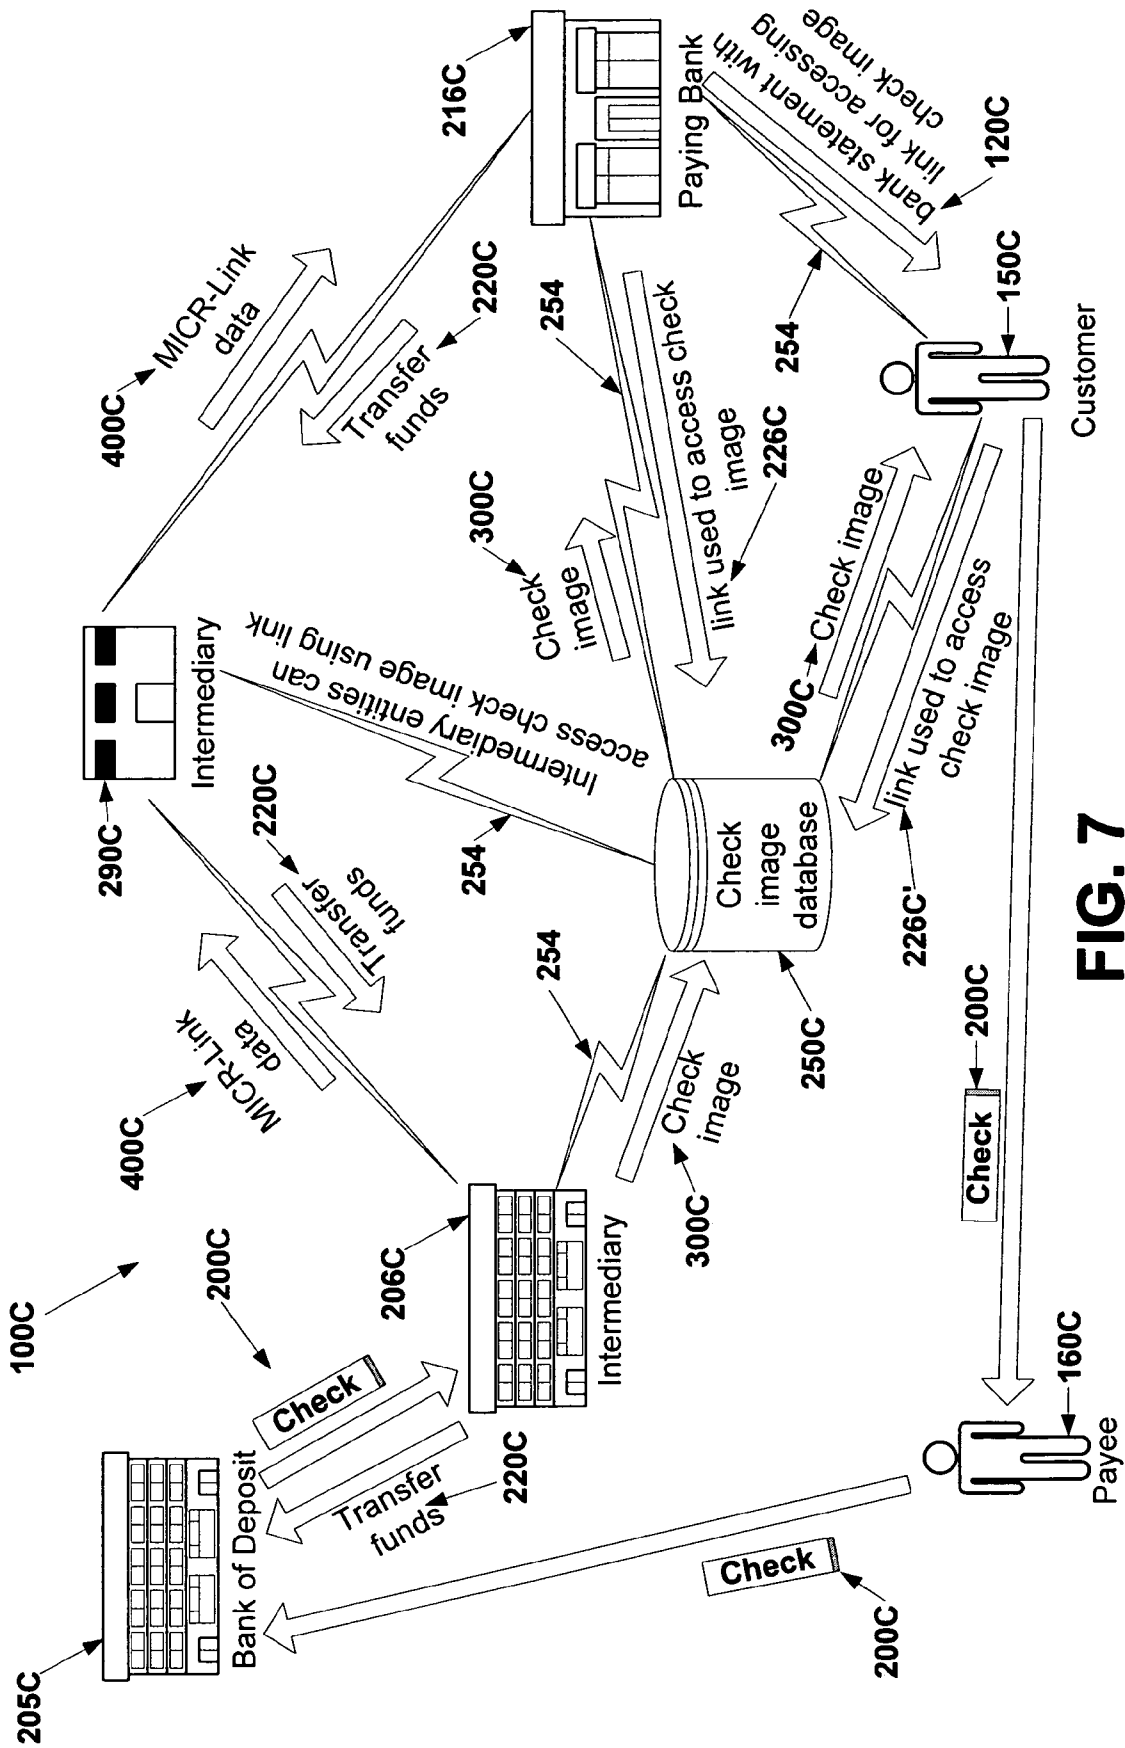 100C
205C
Bank of Deposit
200C
Check
Transfer
funds
220C
206C
Intermediary
400C
MICR-Link
data
220C
Transfer
funds
290C
Intermediary
400C
MICR-Link
data
Transfer
funds
220C
216C
Paying Bank
254
Intermediary entities can
access check image using link
254
Check
image
300C
250C
Check
image
database
300C
Check
image
254
link used to access check
image
226C
bank statement with
link for accessing
check image
120C
254
150C
Customer
300C
Check image
link used to access
check image
226C'
200C
Check
160C
Payee
Check
200C
FIG. 7